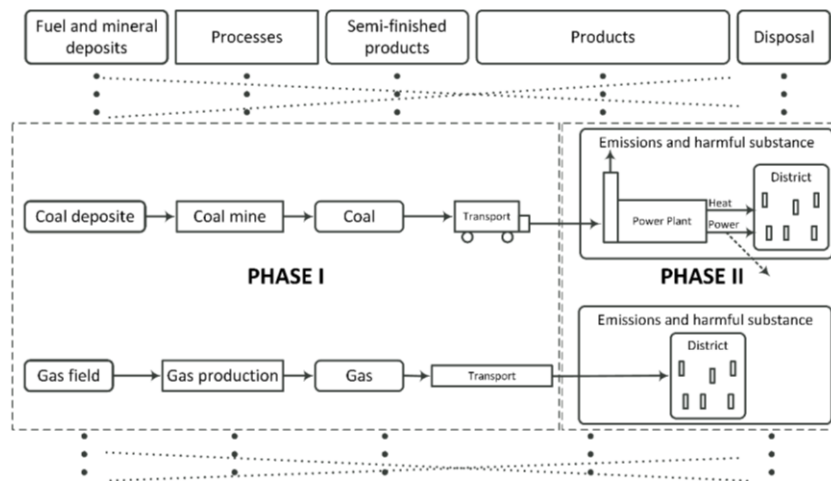 Fuel and mineral
deposits
Processes
Semi-finished
products
Products
Disposal
Emissions and harmful substance
District
Coal deposite
Coal mine
Coal
Transport
Power Plant
Heat
Power
PHASE I
PHASE II
Emissions and harmful substance
District
Gas field
Gas production
Gas
Transport